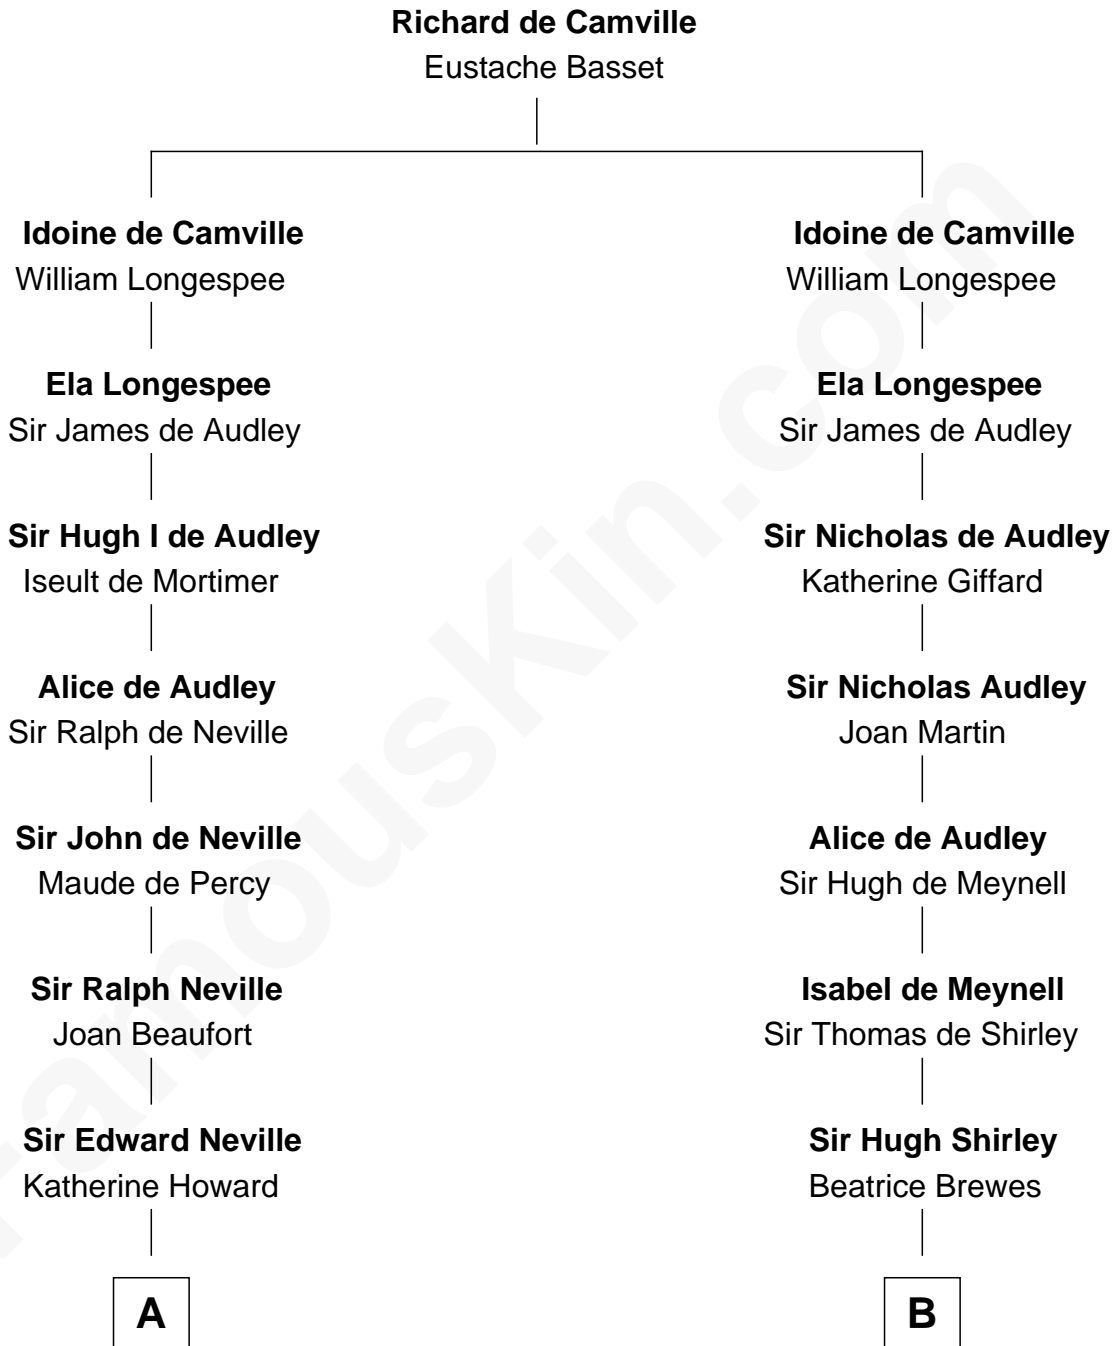 Richard de Camville
Eustache Basset
Idoine de Camville
William Longespee
Ela Longespee
Sir James de Audley
Sir Hugh I de Audley
Iseult de Mortimer
Alice de Audley
Sir Ralph de Neville
Sir John de Neville
Maude de Percy
Sir Ralph Neville
Joan Beaufort
Sir Edward Neville
Katherine Howard
A
Idoine de Camville
William Longespee
Ela Longespee
Sir James de Audley
Sir Nicholas de Audley
Katherine Giffard
Sir Nicholas Audley
Joan Martin
Alice de Audley
Sir Hugh de Meynell
Isabel de Meynell
Sir Thomas de Shirley
Sir Hugh Shirley
Beatrice Brewes
B
FamousKin.com